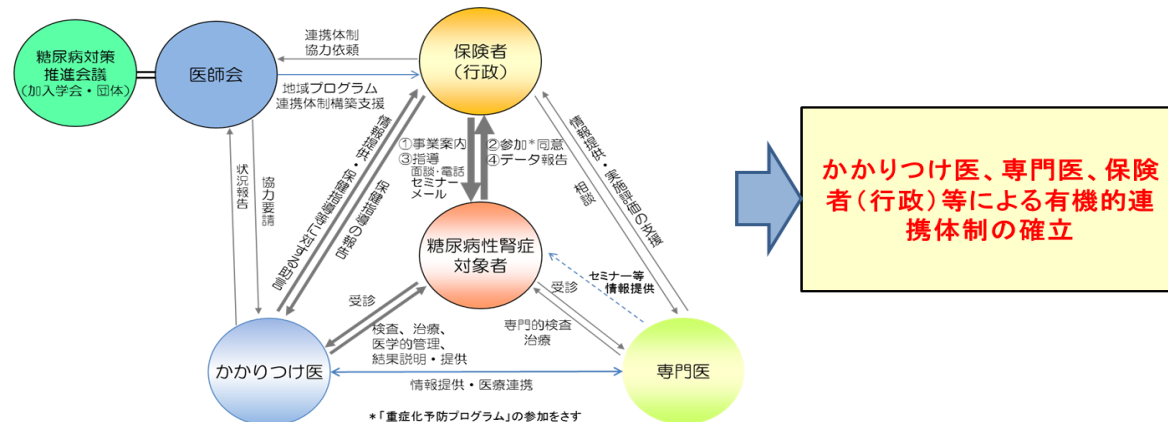 糖尿病対策
推進会議
(加入学会・団体)
医師会
連携体制
協力依頼
地域プログラム
連携体制構築支援
保険者
(行政)
状況報告
協力要請
情報提供・保健指導等に対する助言
保健指導の報告
①事業案内
③指導
面談・電話
セミナー
メール
②参加*同意
④データ報告
情報提供・実施評価の支援
相談
糖尿病性腎症
対象者
セミナー等
情報提供
受診
検査、治療、
医学的管理、
結果説明・提供
受診
専門的検査
治療
かかりつけ医
情報提供・医療連携
専門医
*「重症化予防プログラム」の参加をさす
かかりつけ医、専門医、保険
者(行政)等による有機的連
携体制の確立